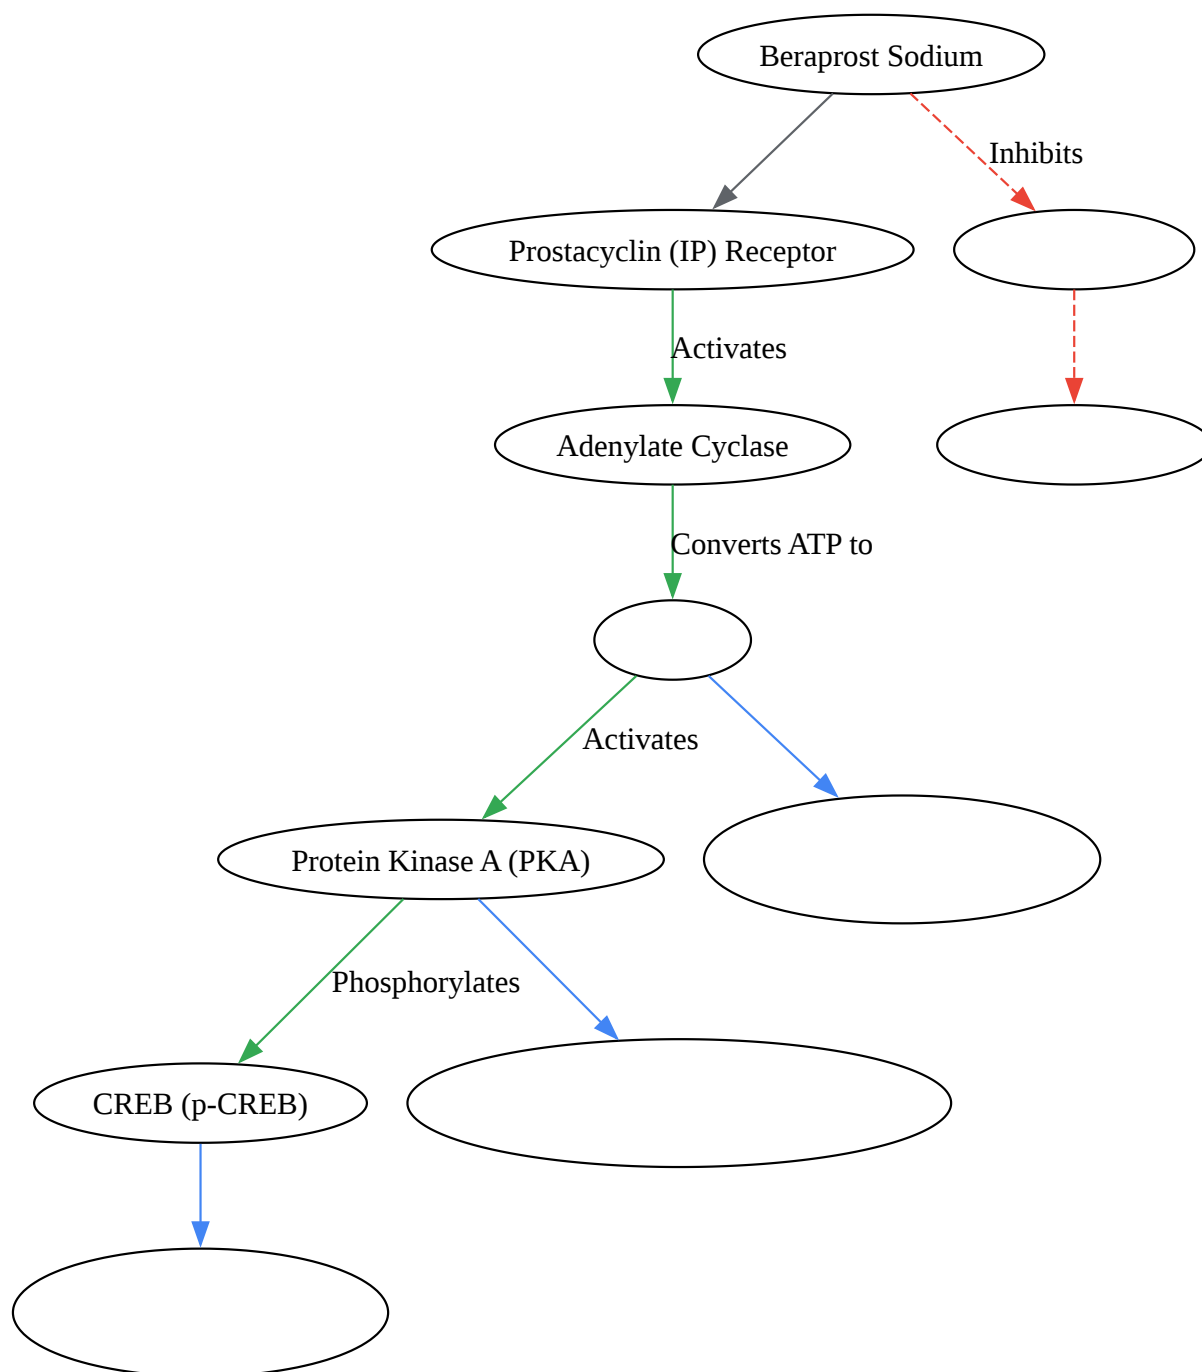 Beraprost Sodium
Inhibits
Prostacyclin (IP) Receptor
Activates
Adenylate Cyclase
Converts ATP to
Activates
Protein Kinase A (PKA)
Phosphorylates
CREB (p-CREB)